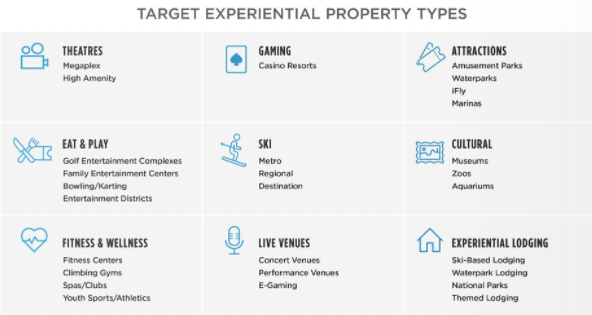 TARGET EXPERIENTIAL PROPERTY TYPES
THEATRES
Megaplex
High Amenity
GAMING
Casino Resorts
ATTRACTIONS
Amusement Parks
Waterparks
iFly
Marinas
EAT & PLAY
Golf Entertainment Complexes
Family Entertainment Centers
Bowling/Karting
Entertainment Districts
SKI
Metro
Regional
Destination
CULTURAL
Museums
Zoos
Aquariums
FITNESS & WELLNESS
Fitness Centers
Climbing Gyms
Spas/Clubs
Youth Sports/Athletics
LIVE VENUES
Concert Venues
Performance Venues
E-Gaming
EXPERIENTIAL LODGING
Ski-Based Lodging
Waterpark Lodging
National Parks
Themed Lodging